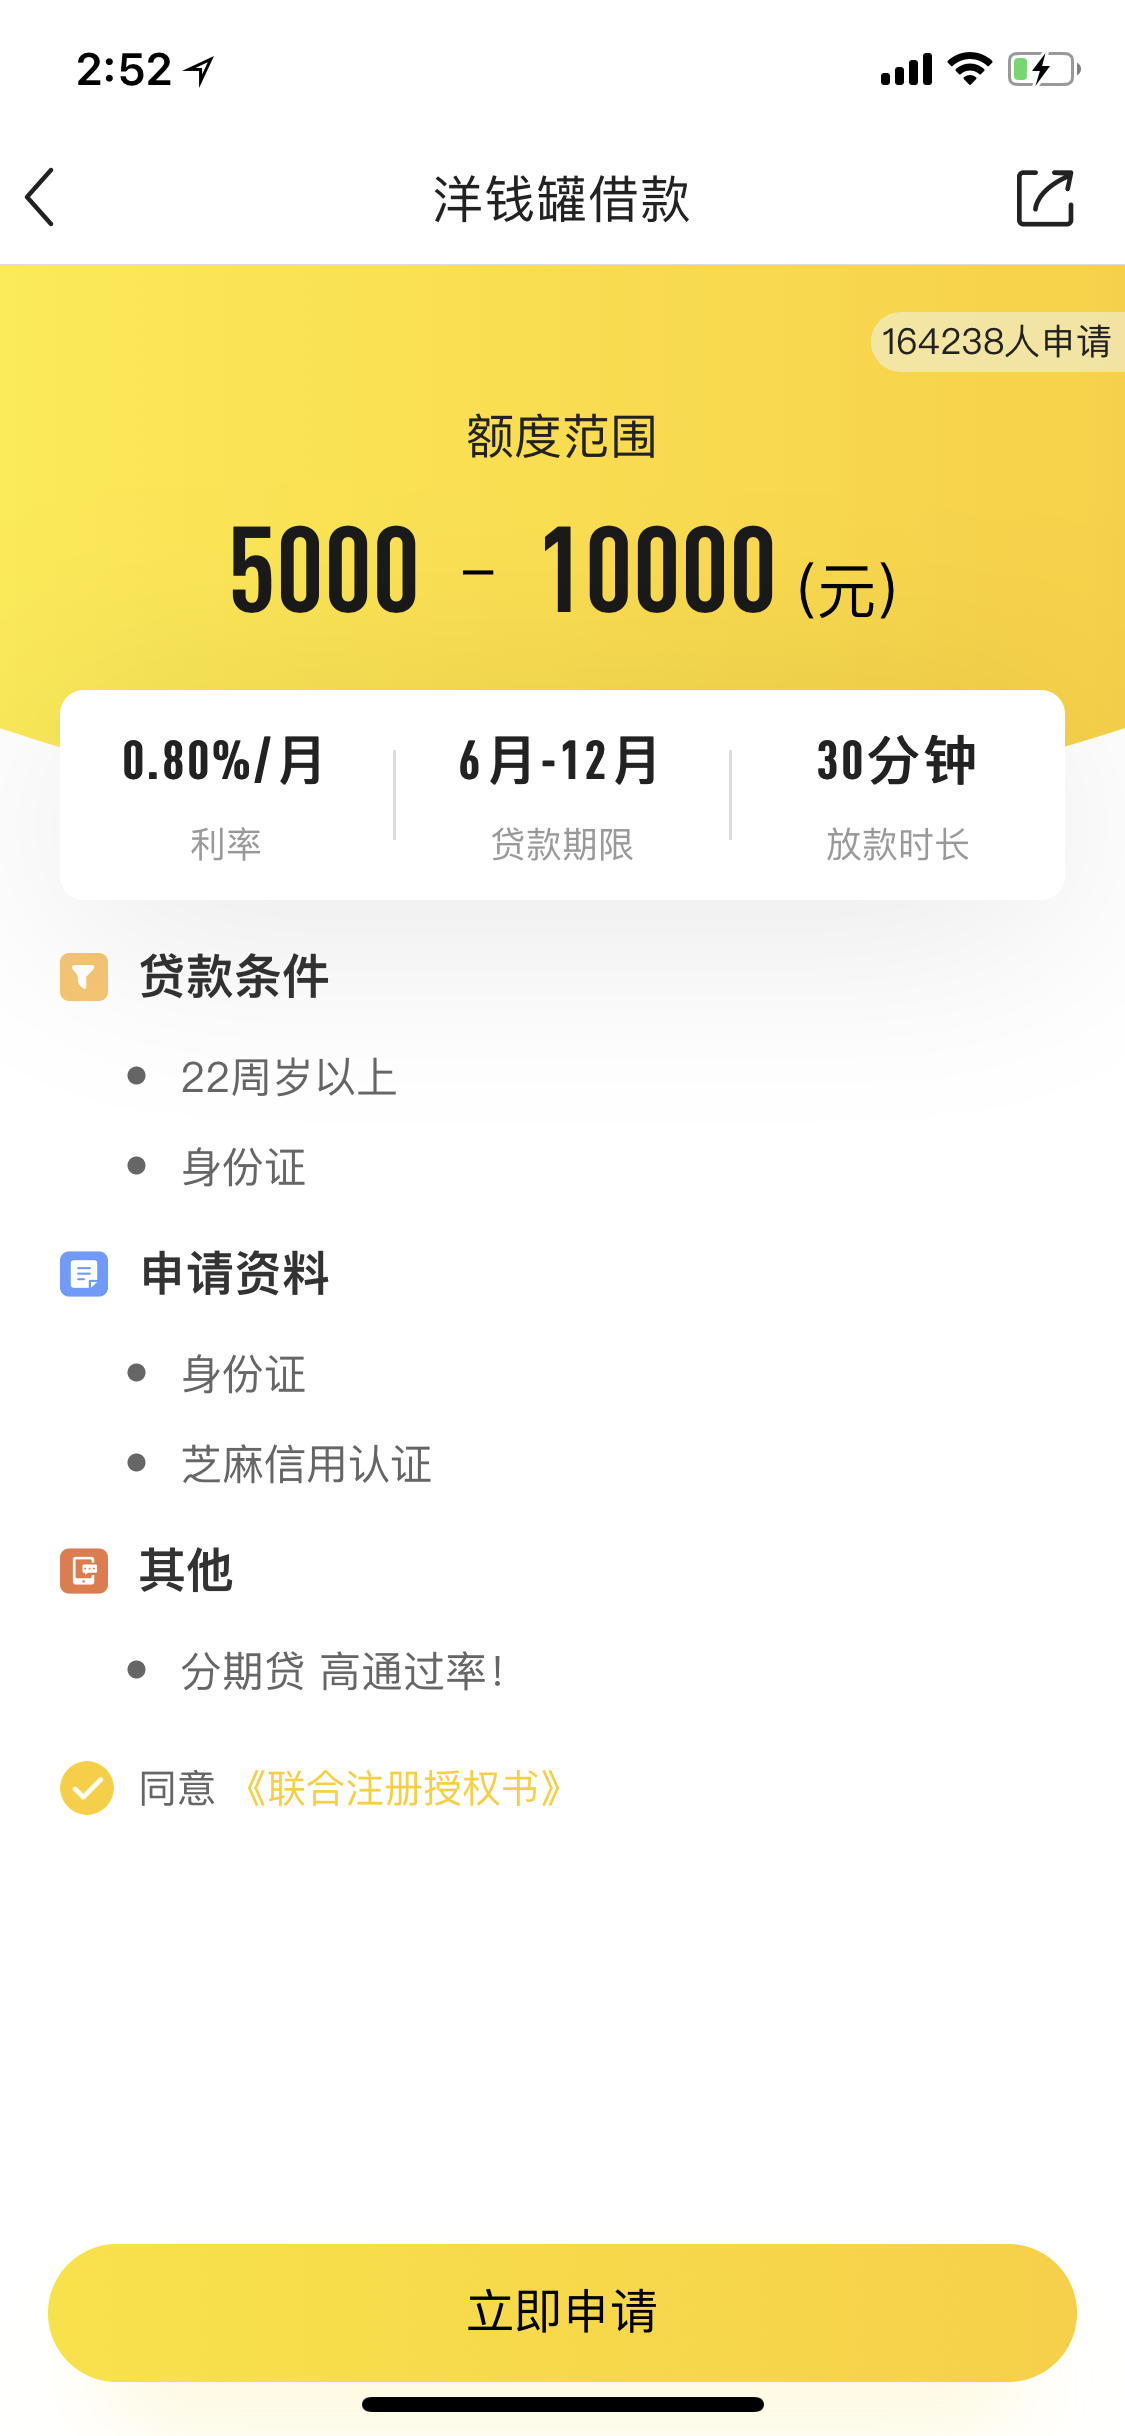 2:52
洋钱罐借款
164238人申请
额度范围
5000 - 10000 (元)
0.80%/月 6月-12月 30分钟
利率 贷款期限 放款时长
贷款条件
22周岁以上
身份证
申请资料
身份证
芝麻信用认证
其他
分期贷 高通过率!
同意 《联合注册授权书》
立即申请